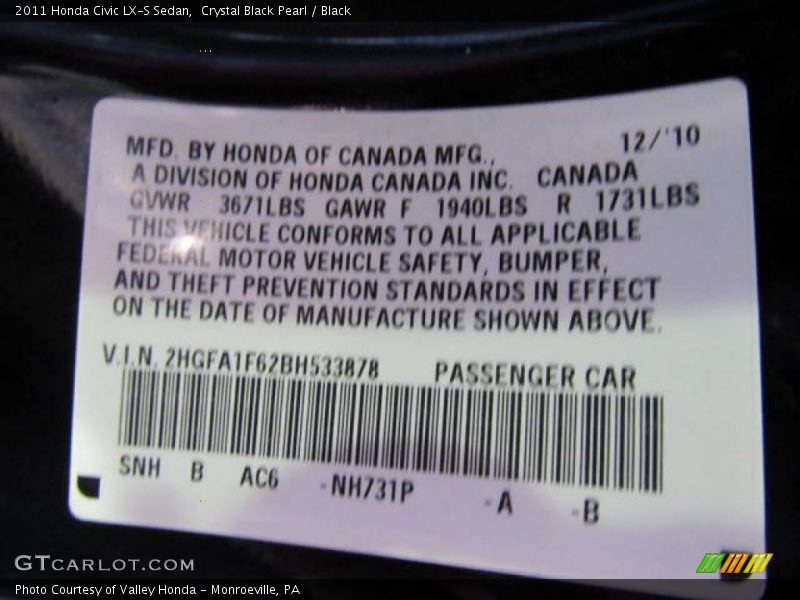 2011 Honda Civic LX-S Sedan,  Crystal Black Pearl / Black
12/'10
MFD. BY HONDA OF CANADA MFG.,
A DIVISION OF HONDA CANADA INC. CANADA
GVWR 3671LBS GAWR F 1940LBS R 1731LBS
THIS VEHICLE CONFORMS TO ALL APPLICABLE
FEDERAL MOTOR VEHICLE SAFETY, BUMPER,
AND THEFT PREVENTION STANDARDS IN EFFECT
ON THE DATE OF MANUFACTURE SHOWN ABOVE.
V.I.N. 2HGFA1F62BH533878 PASSENGER CAR
SNH B AC6 -NH731P -A -B
GTCARLOT.COM
Photo Courtesy of Valley Honda - Monroeville, PA